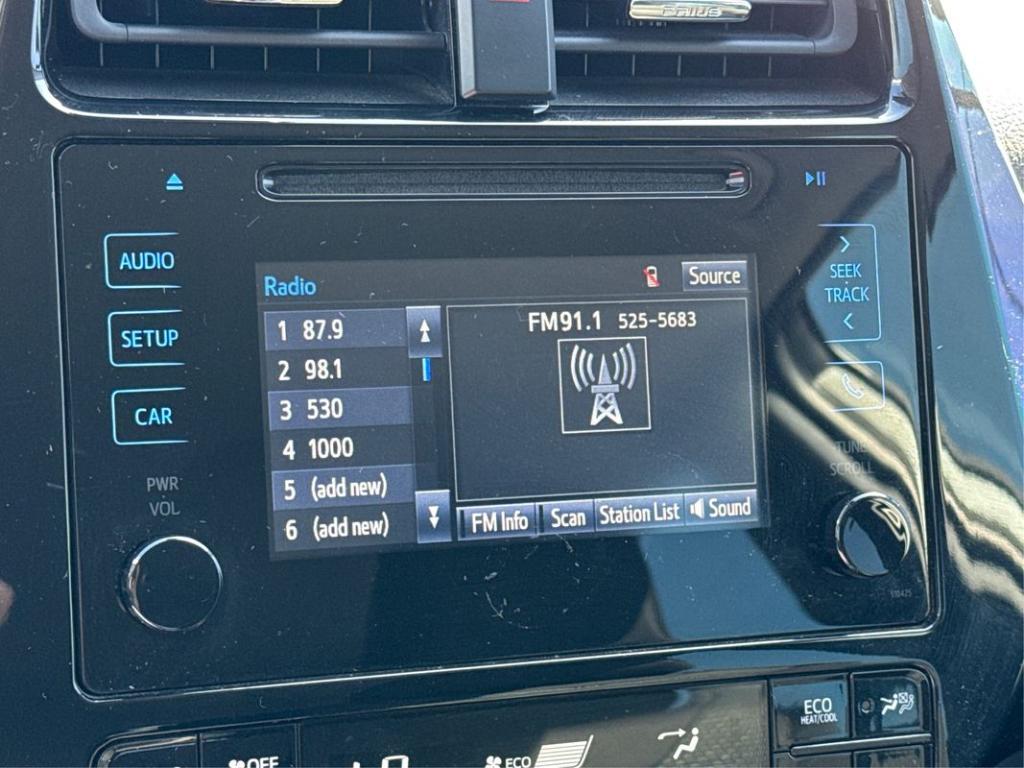 PRIUS
AUDIO
SETUP
CAR
PWR
VOL
Radio
Source
1 87.9
2 98.1
3 530
4 1000
5 (add new)
6 (add new)
FM91.1 525-5683
FM Info
Scan
Station List
Sound
SEEK
TRACK
TUNE
SCROLL
510425
OFF
ECO
ECO
HEAT/COOL